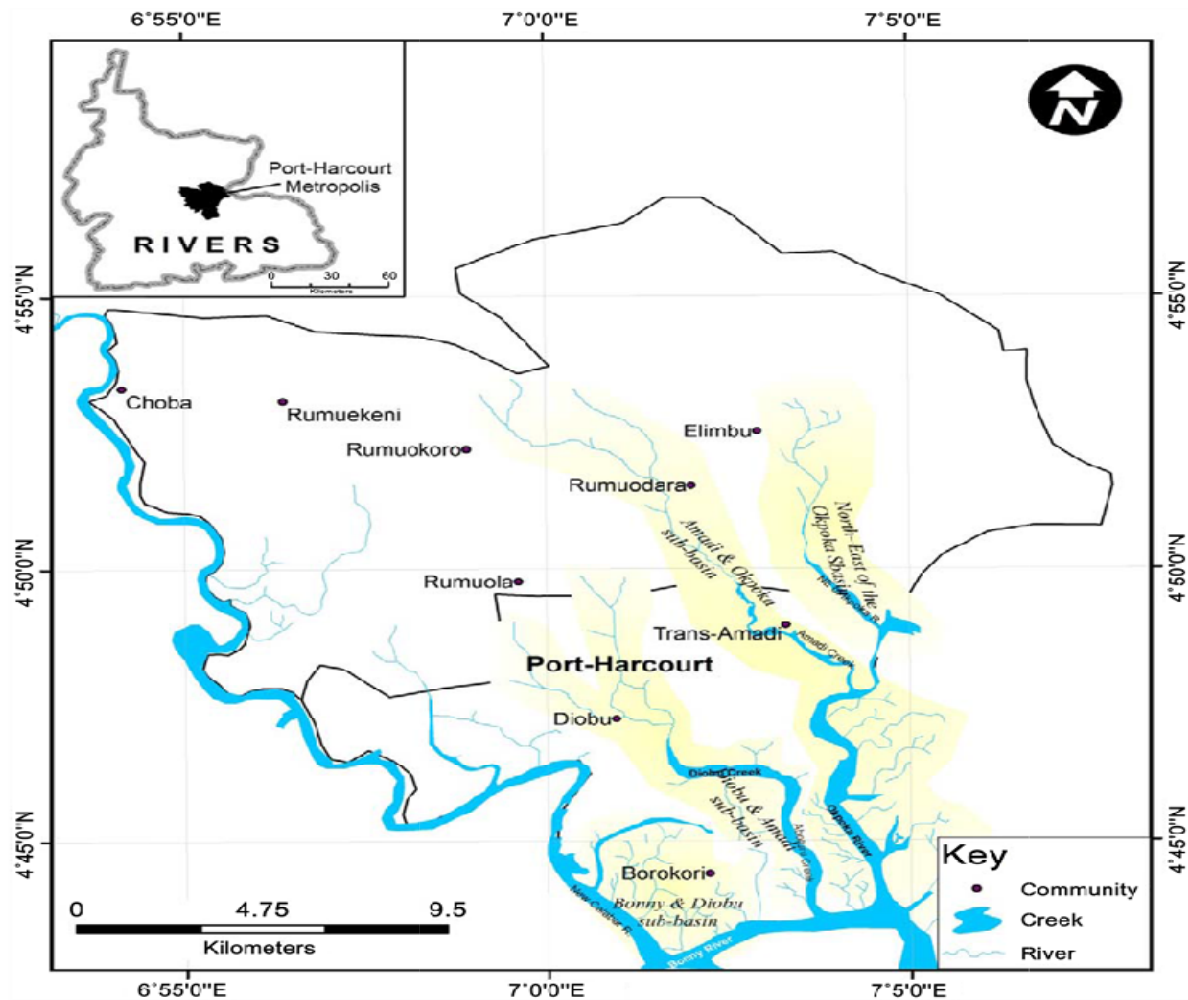 6°55'0"E
7°0'0"E
7°5'0"E
N
Port-Harcourt
Metropolis
RIVERS
0 30 60
Kilometers
4°55'0"N
4°55'0"N
Choba
Rumuekeni
Rumuokoro
Elimbu
Rumuodara
North-East of the
Okpoka Sbasin
Amadi & Okpoka
sub-basin
4°50'0"N
4°50'0"N
Rumuola
Trans-Amadi
Amadi Creek
Port-Harcourt
Diobu
Diobu Creek
Diobu & Amadi
sub-basin
Okpoka River
4°45'0"N
4°45'0"N
Borokori
Bonny & Diobu
sub-basin
New Calabar R.
Bonny River
Key
Community
Creek
River
0 4.75 9.5
Kilometers
6°55'0"E
7°0'0"E
7°5'0"E